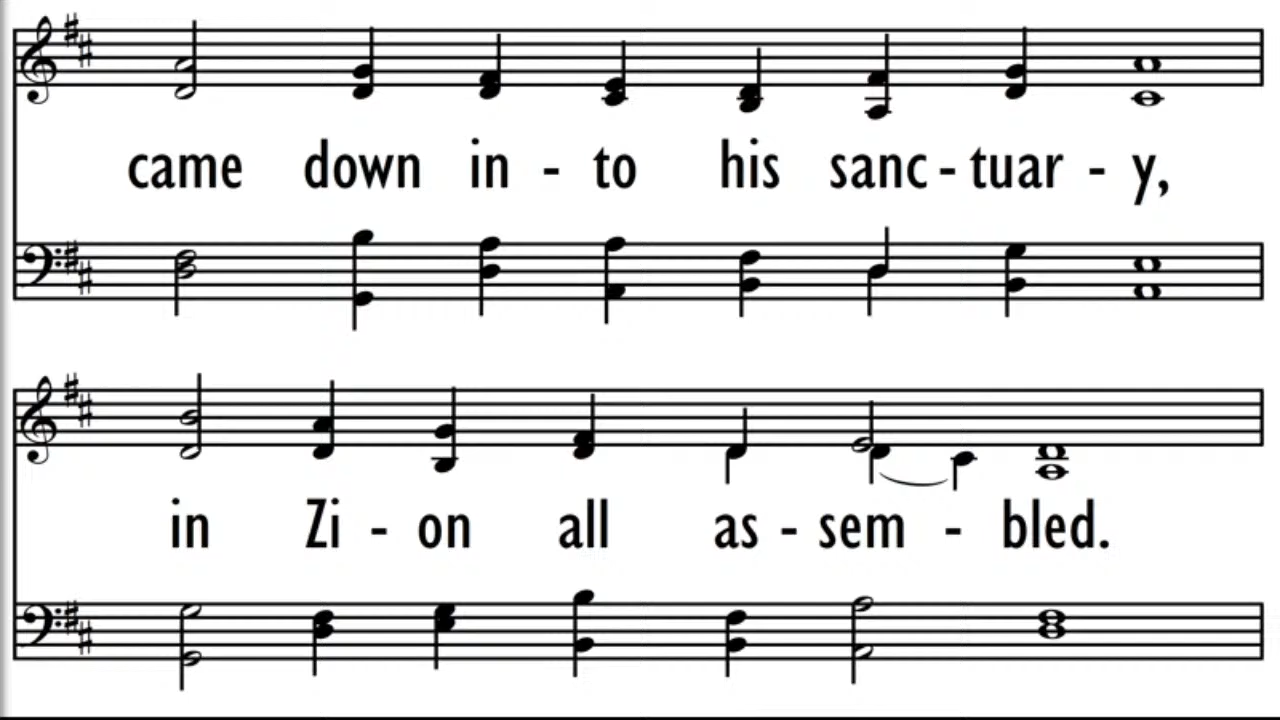 came down in - to his sanc - tuar - y,
in Zi - on all as - sem - bled.